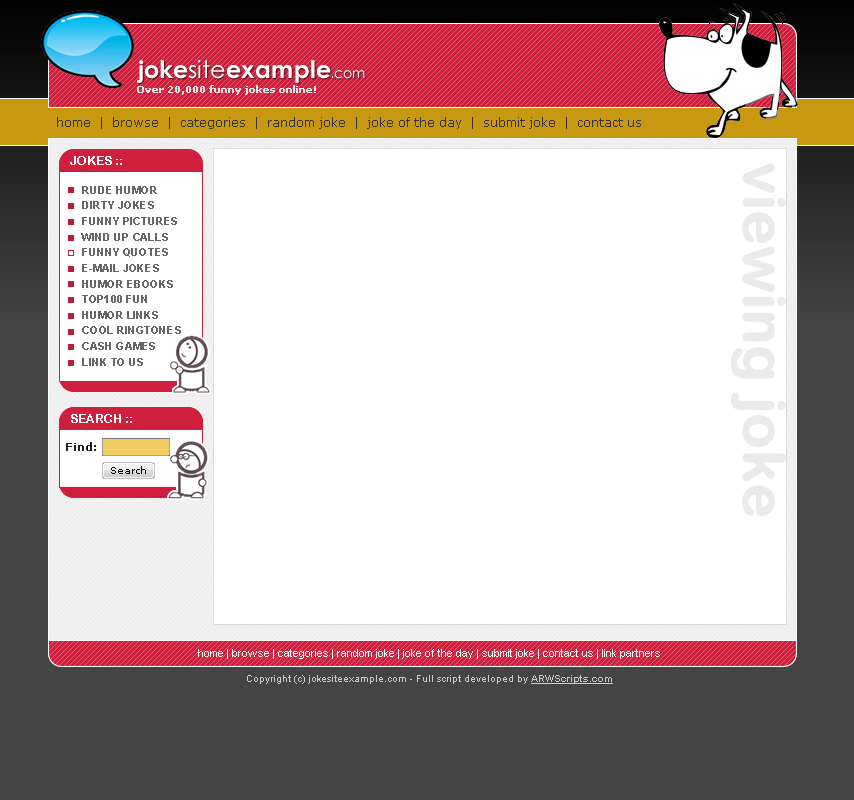 jokesiteexample.com
Over 20,000 funny jokes online!
home | browse | categories | random joke | joke of the day | submit joke | contact us
JOKES ::
RUDE HUMOR
DIRTY JOKES
FUNNY PICTURES
WIND UP CALLS
FUNNY QUOTES
E-MAIL JOKES
HUMOR EBOOKS
TOP100 FUN
HUMOR LINKS
COOL RINGTONES
CASH GAMES
LINK TO US
SEARCH ::
Find:
Search
viewing joke
home | browse | categories | random joke | joke of the day | submit joke | contact us | link partners
Copyright (c) jokesiteexample.com - Full script developed by ARWScripts.com